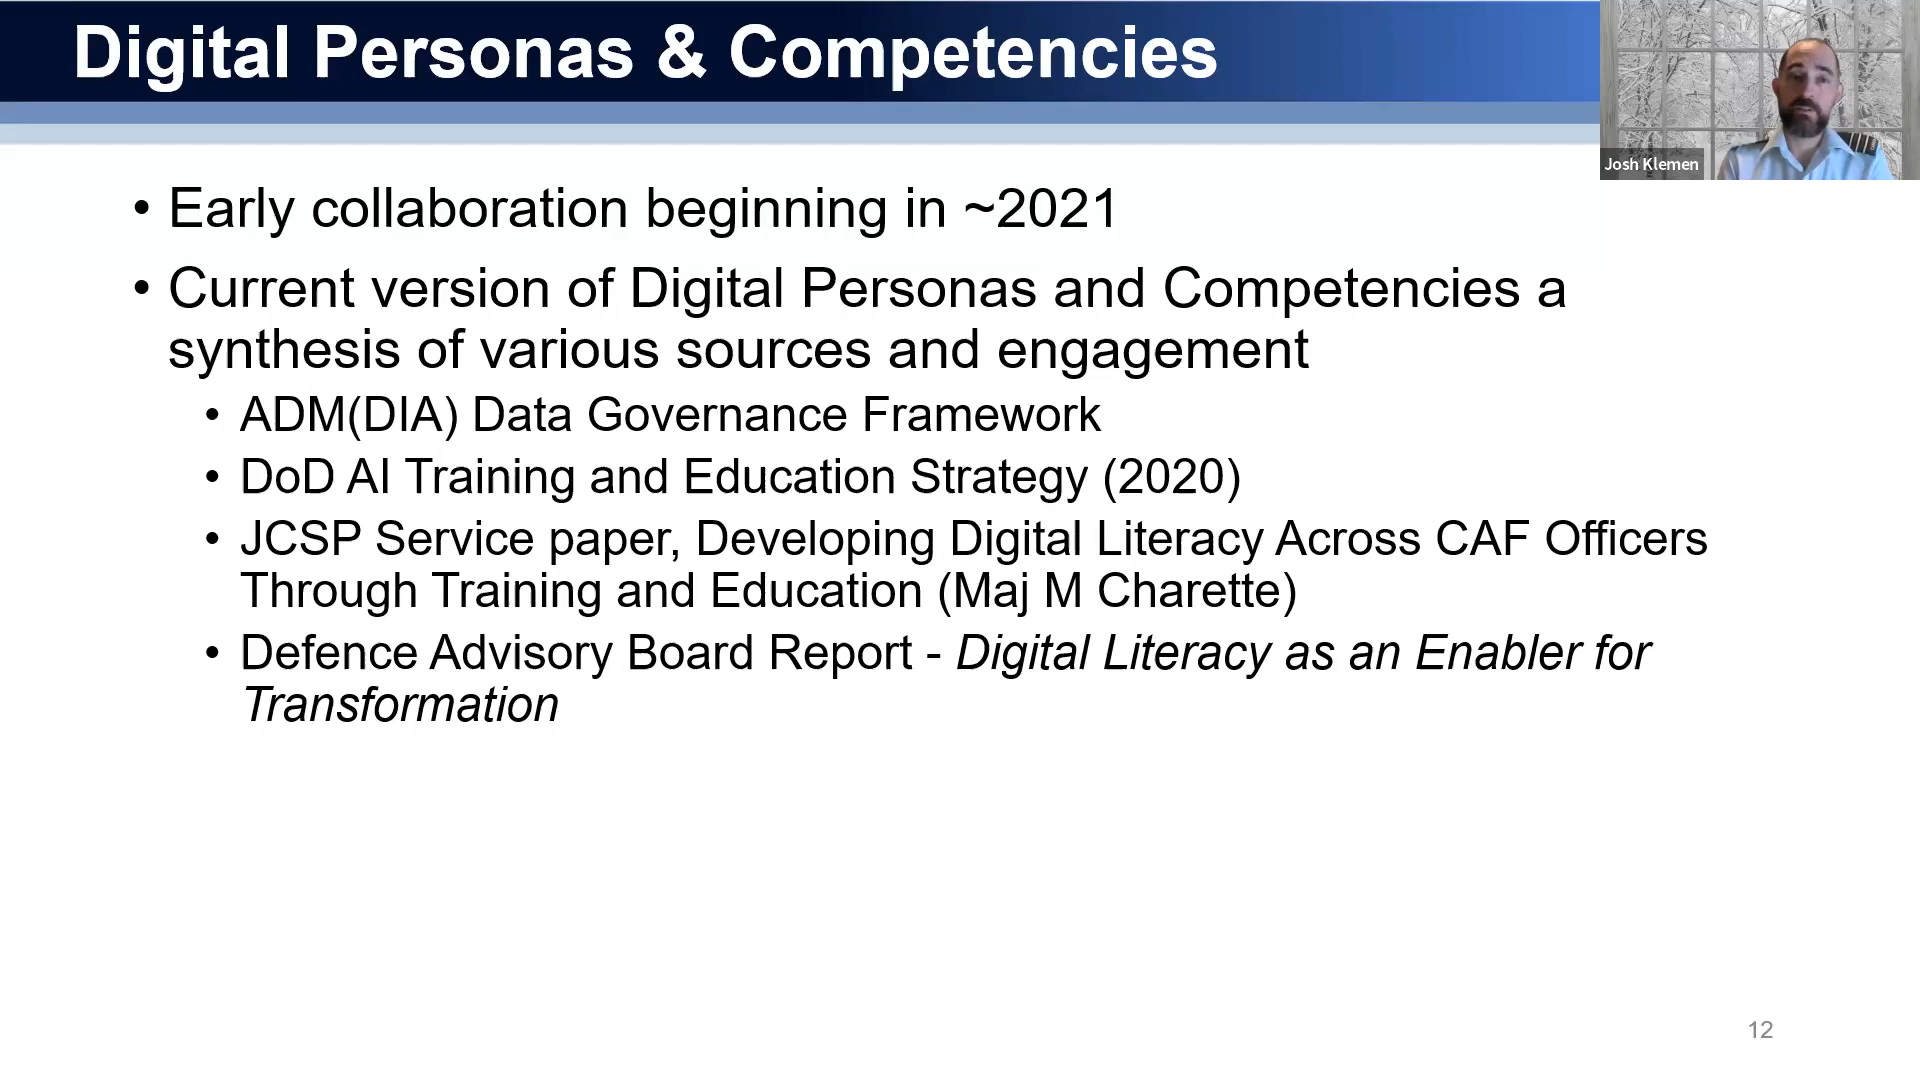 Digital Personas & Competencies
Josh Klemen
• Early collaboration beginning in ~2021
• Current version of Digital Personas and Competencies a
synthesis of various sources and engagement
• ADM(DIA) Data Governance Framework
• DoD AI Training and Education Strategy (2020)
• JCSP Service paper, Developing Digital Literacy Across CAF Officers
Through Training and Education (Maj M Charette)
• Defence Advisory Board Report - Digital Literacy as an Enabler for
Transformation
12